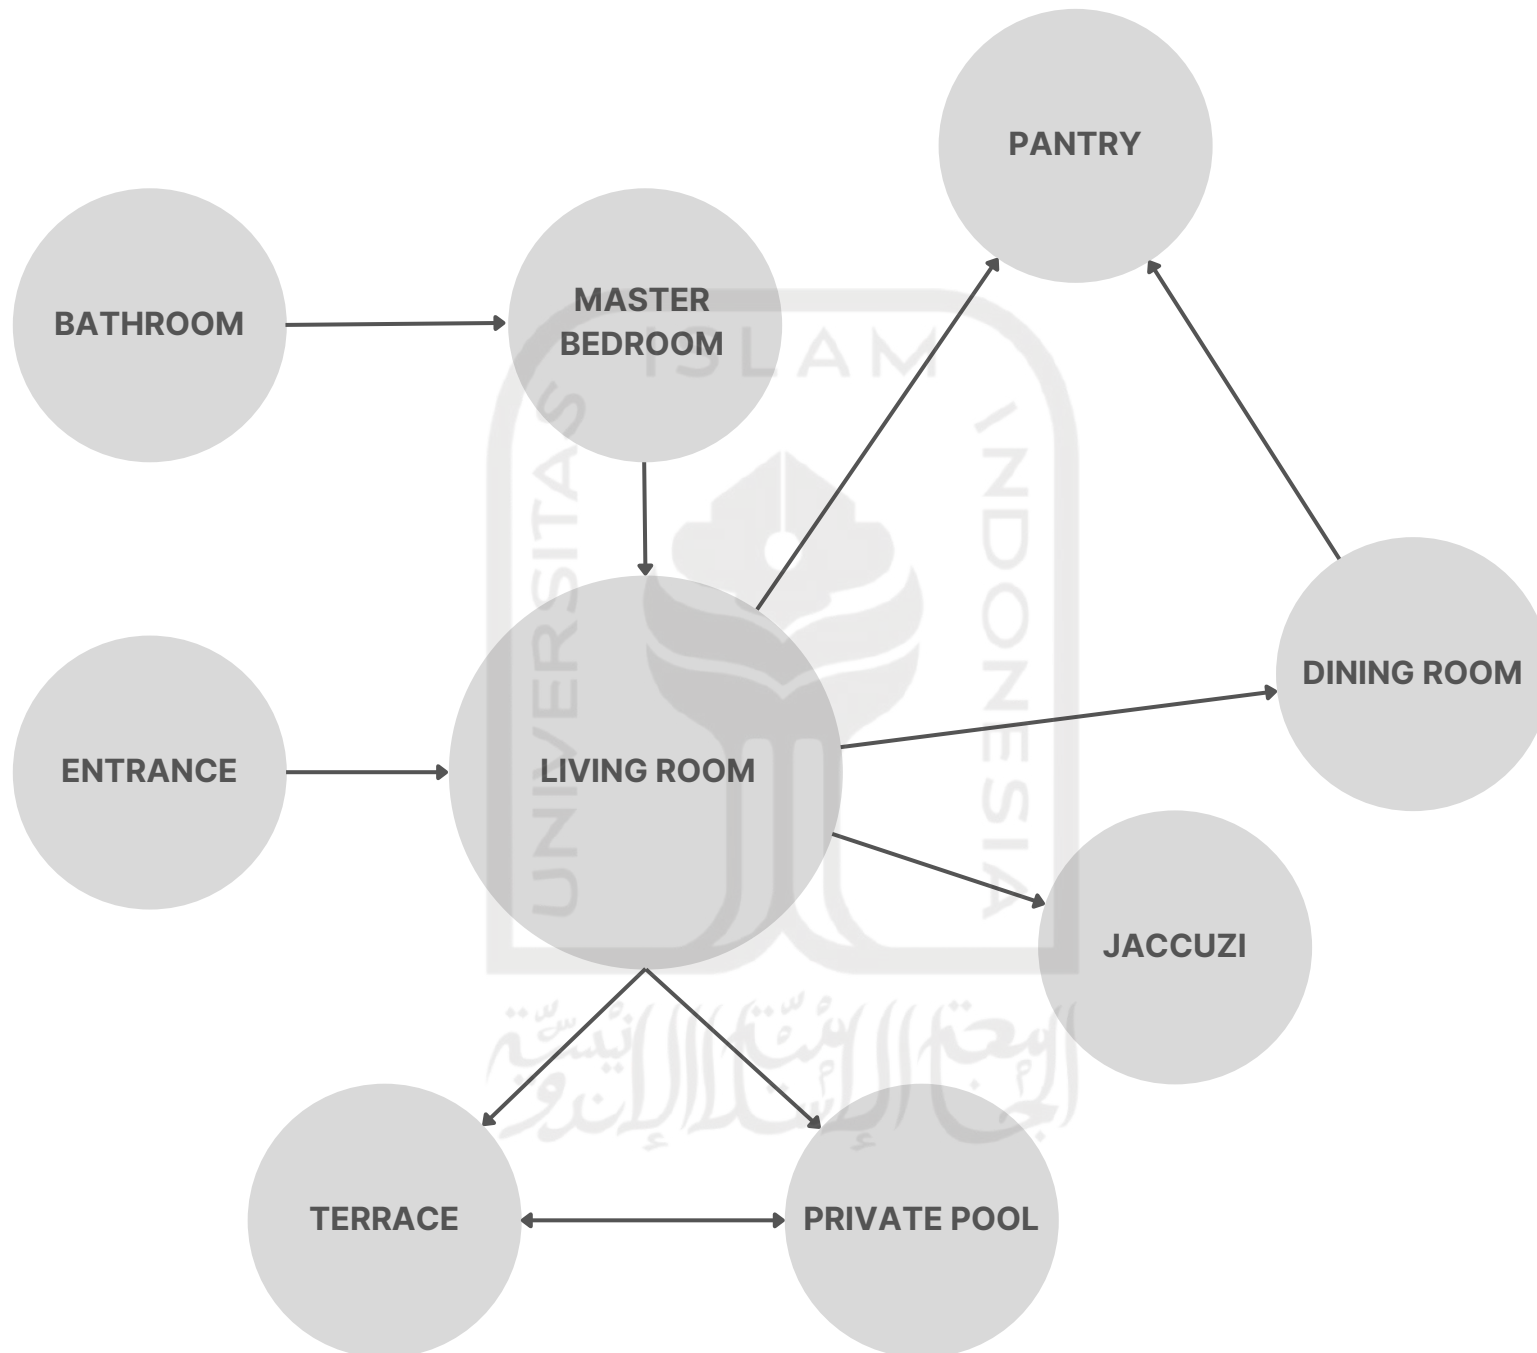 PANTRY
BATHROOM
MASTER
BEDROOM
ISLAM
UNIVERSITAS
INDONESIA
DINING ROOM
ENTRANCE
LIVING ROOM
JACCUZI
TERRACE
PRIVATE POOL